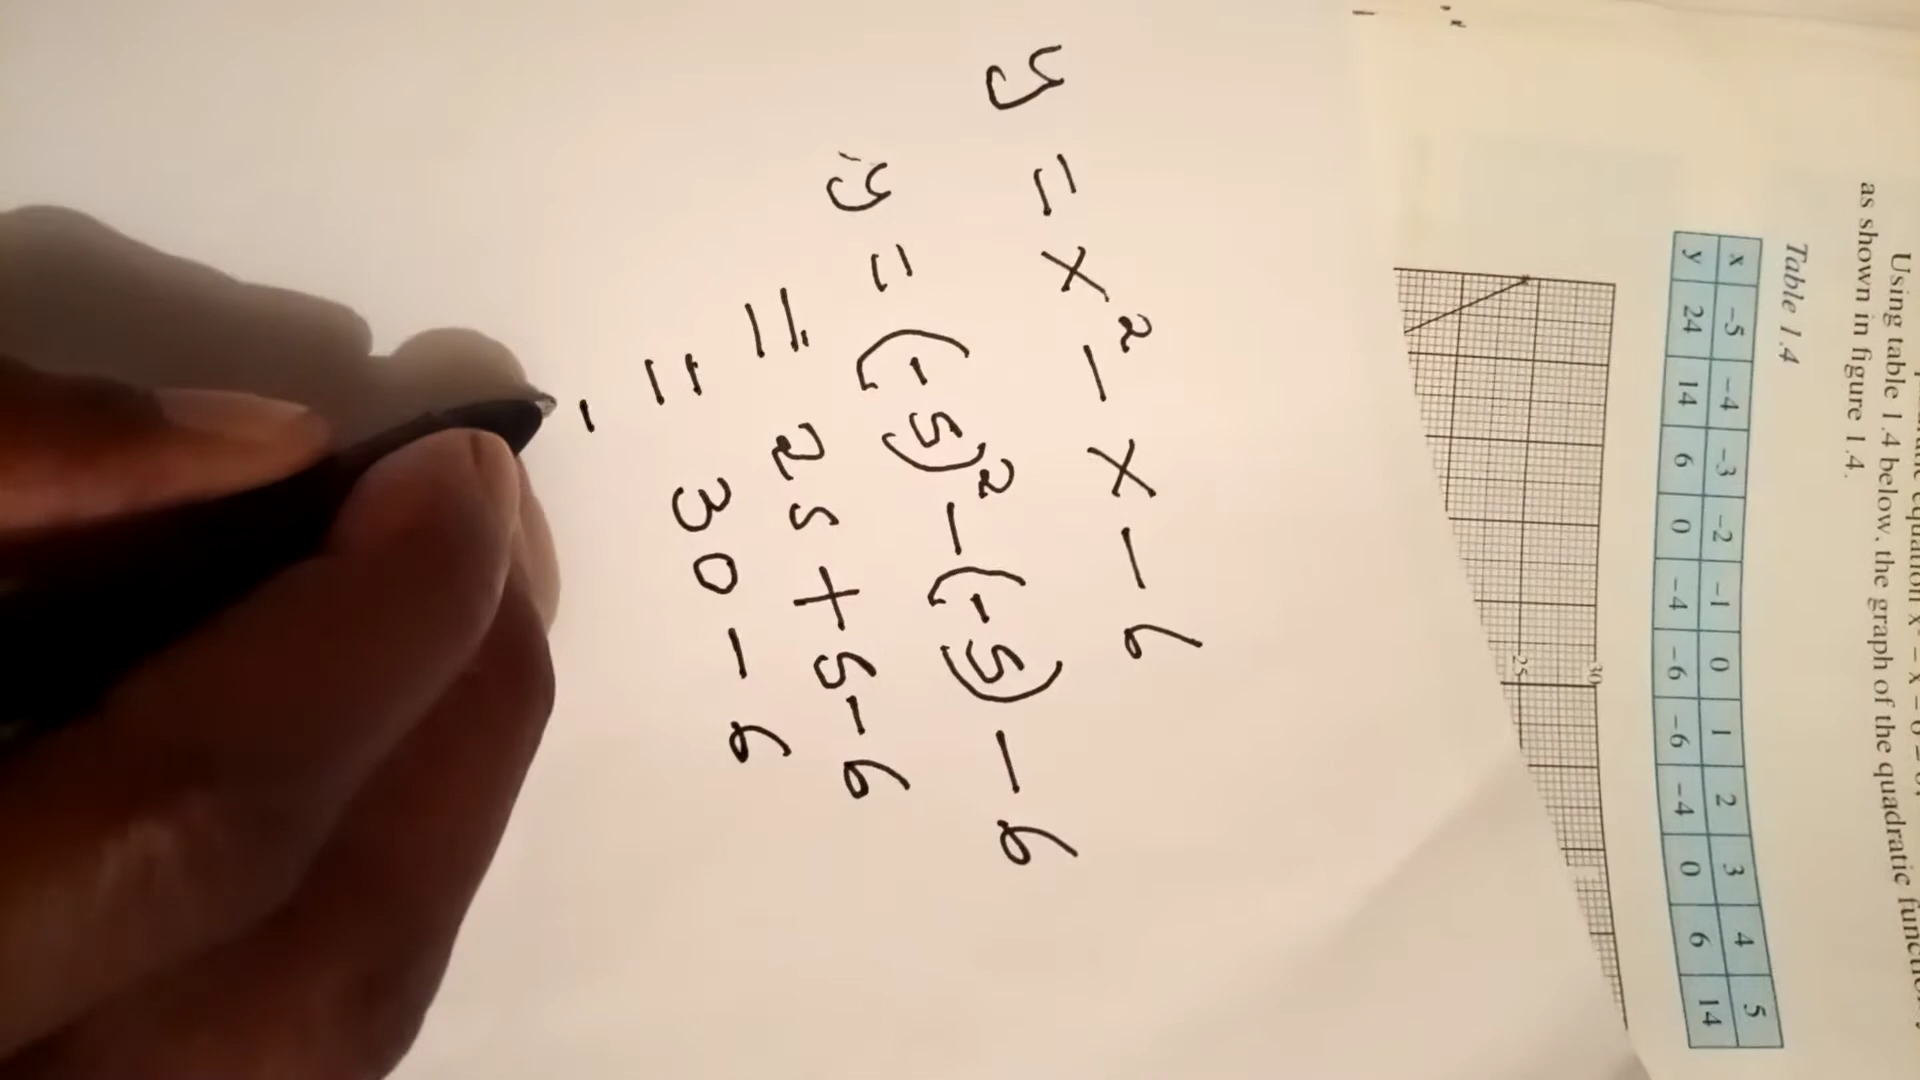 as shown in figure 1.4.
Using table 1.4 below, the graph of the quadratic
Table 1.4
x -5 -4 -3 -2 -1 0 1 2 3 4 5
y 24 14 6 0 -4 -6 -6 -4 0 6 14
30
25
y = x² - x - 6
y = (-5)² - (-5) - 6
= 25 + 5 - 6
= 30 - 6